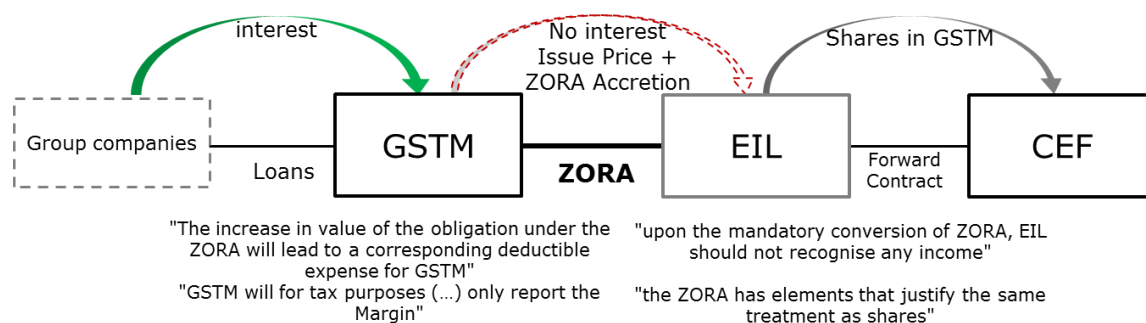 interest
No interest
Issue Price +
ZORA Accretion
Shares in GSTM
Group companies
Loans
GSTM
ZORA
EIL
Forward
Contract
CEF
"The increase in value of the obligation under the
ZORA will lead to a corresponding deductible
expense for GSTM"
"GSTM will for tax purposes (...) only report the
Margin"
"upon the mandatory conversion of ZORA, EIL
should not recognise any income"
"the ZORA has elements that justify the same
treatment as shares"